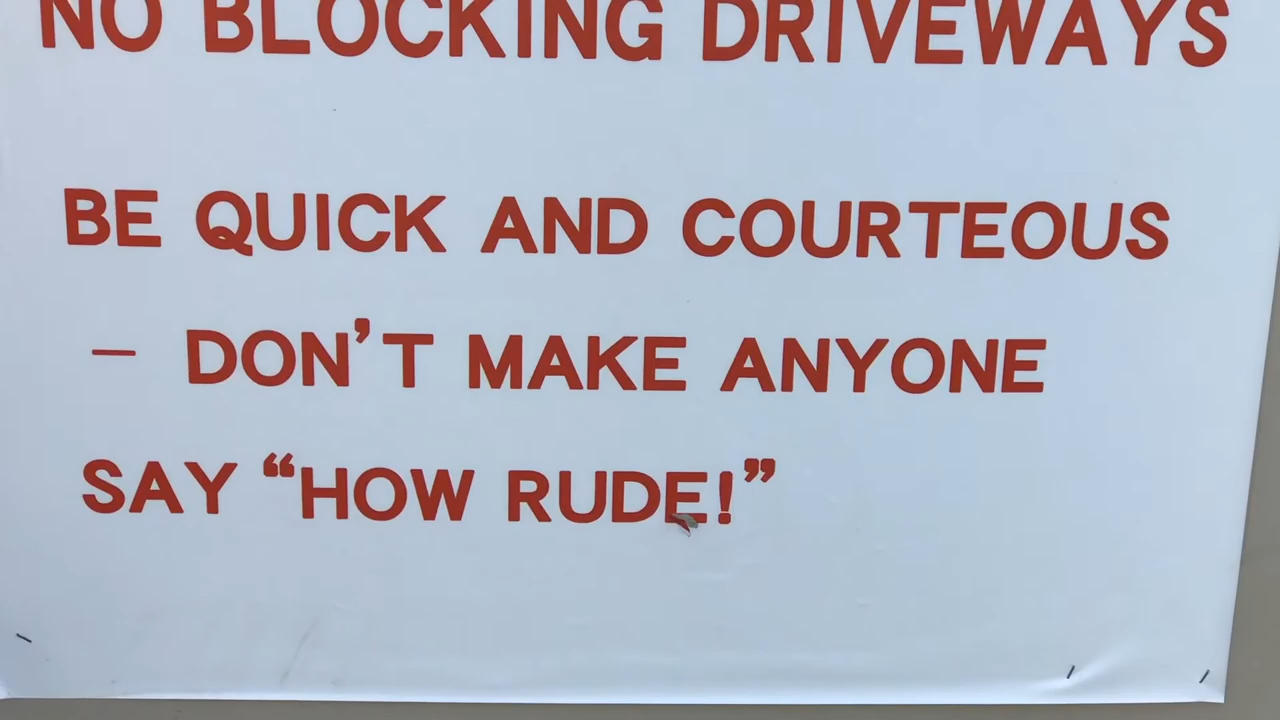 NO BLOCKING DRIVEWAYS
BE QUICK AND COURTEOUS
– DON’T MAKE ANYONE
SAY “HOW RUDE!”